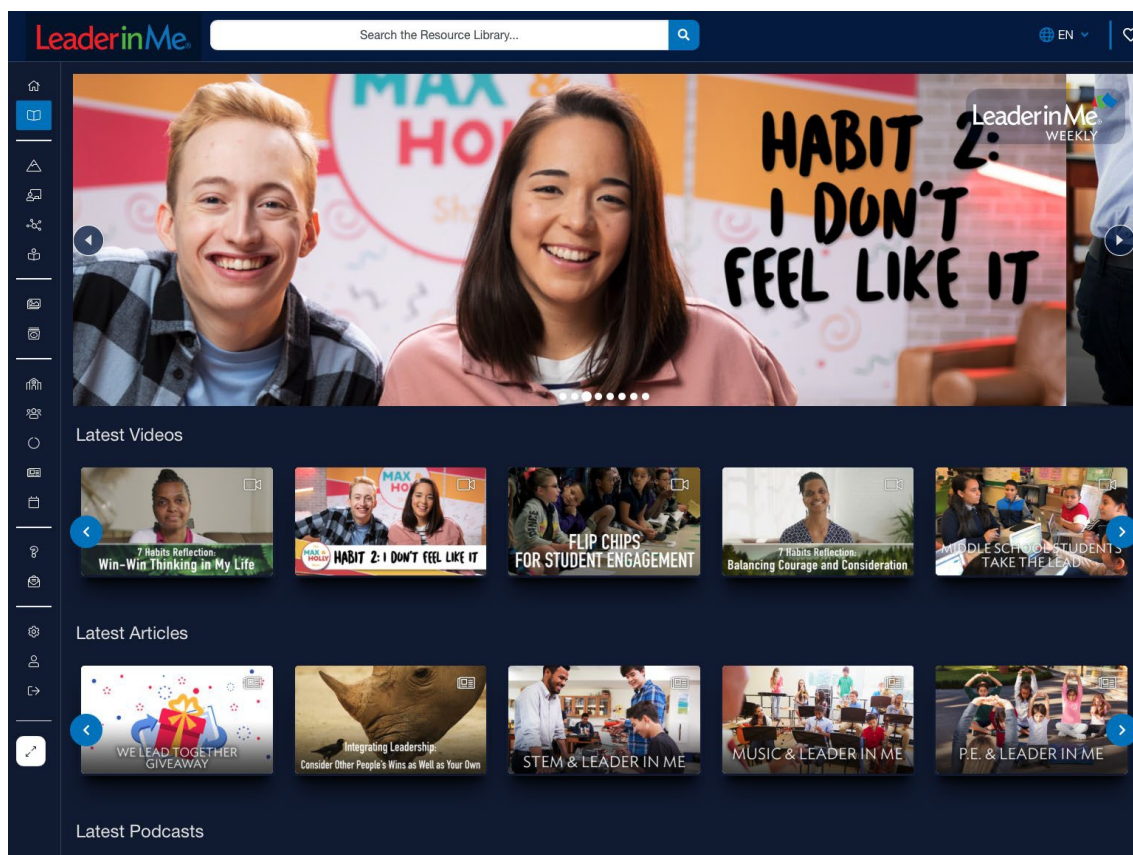 LeaderinMe
Search the Resource Library...
EN
MAX &
HO
Sh
HABIT 2:
I DON'T
FEEL LIKE IT
LeaderinMe
WEEKLY
Latest Videos
7 Habits Reflection:
Win-Win Thinking in My Life
MAX &
HO
MAX &
HOLLY
HABIT 2: I DON'T FEEL LIKE IT
FLIP CHIPS
FOR STUDENT ENGAGEMENT
7 Habits Reflection:
Balancing Courage and Consideration
MIDDLE SCHOOL STUDENTS
TAKE THE LEAD
Latest Articles
WE LEAD TOGETHER
GIVEAWAY
Integrating Leadership:
Consider Other People's Wins as Well as Your Own
STEM & LEADER IN ME
MUSIC & LEADER IN ME
P.E. & LEADER IN ME
Latest Podcasts